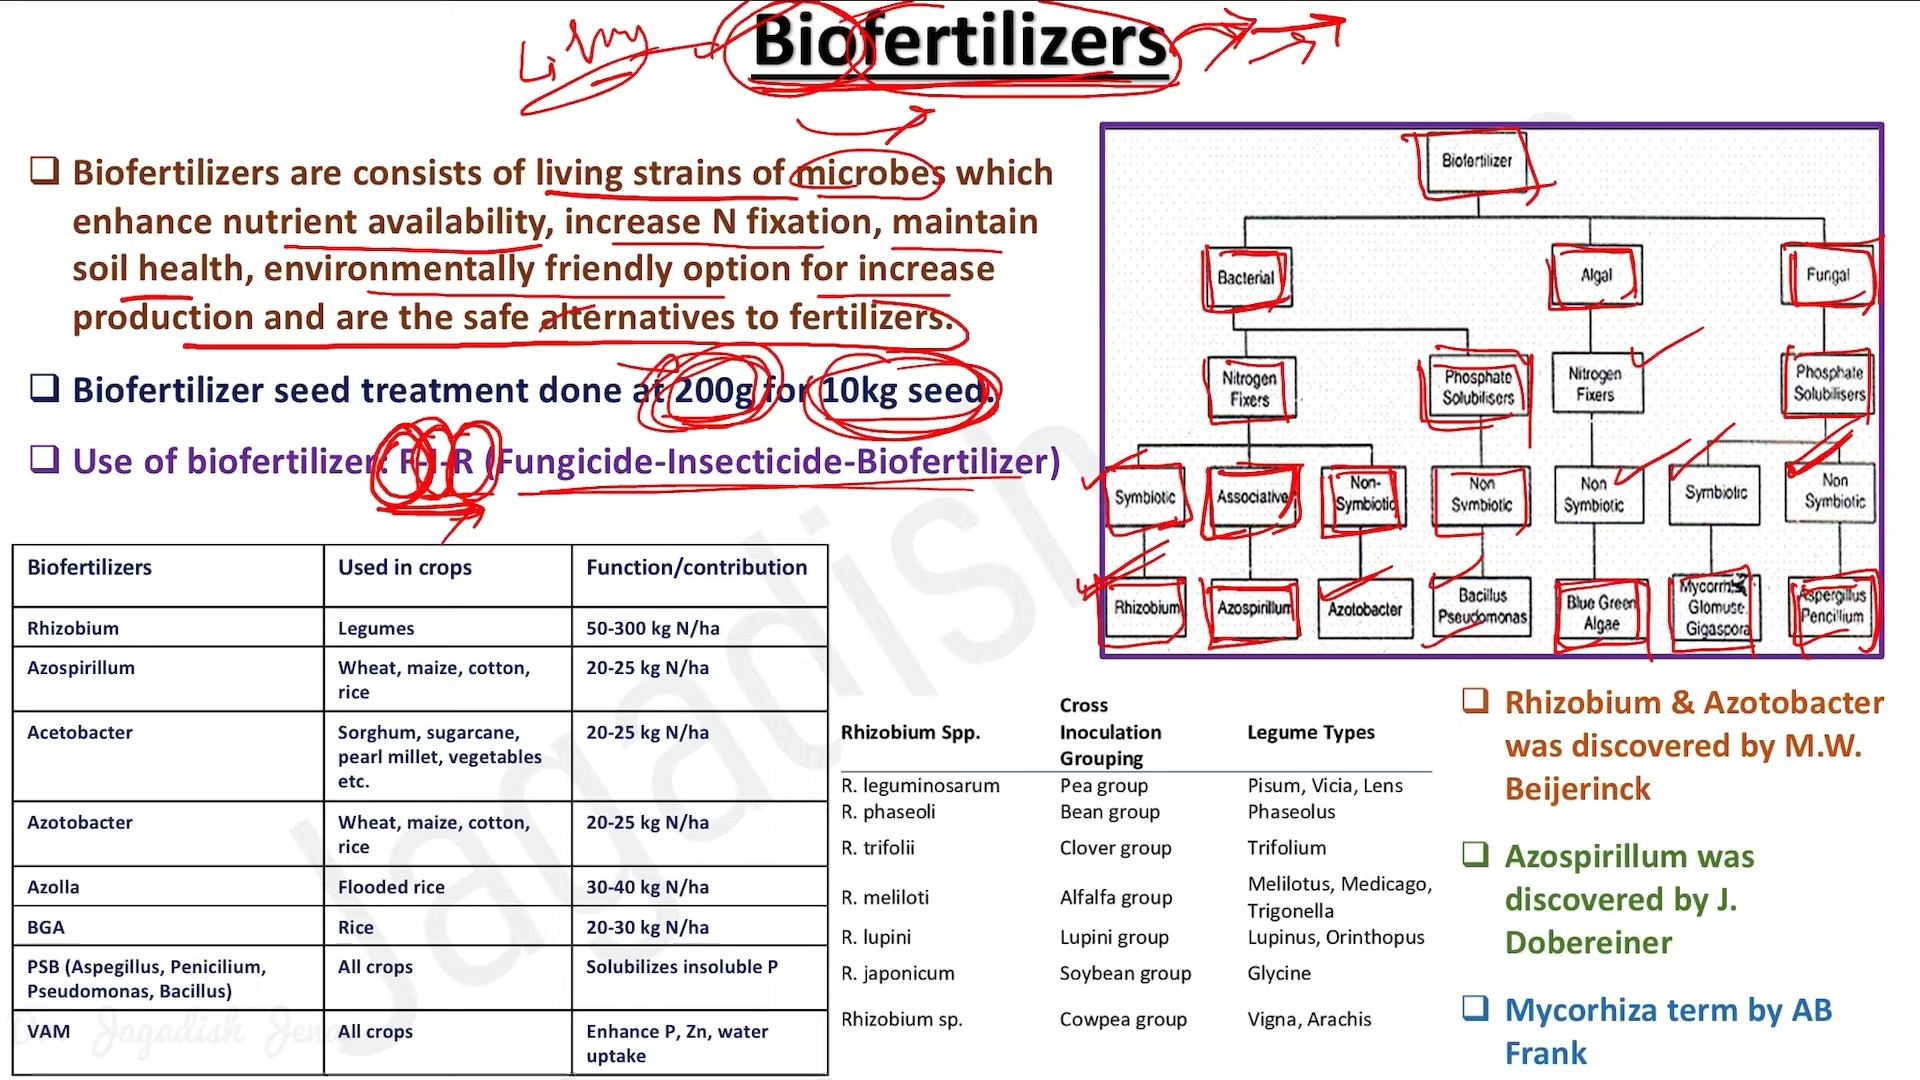 Living
Biofertilizers
❑ Biofertilizers are consists of living strains of microbes which
enhance nutrient availability, increase N fixation, maintain
soil health, environmentally friendly option for increase
production and are the safe alternatives to fertilizers.
❑ Biofertilizer seed treatment done at 200g for 10kg seed.
❑ Use of biofertilizer: F-I-R (Fungicide-Insecticide-Biofertilizer)
Biofertilizer
Bacterial
Algal
Fungal
Nitrogen
Fixers
Phosphate
Solubilisers
Nitrogen
Fixers
Phosphate
Solubilisers
Symbiotic
Associative
Non-
Symbiotic
Non
Symbiotic
Non
Symbiotic
Symbiotic
Non
Symbiotic
Rhizobium
Azospirillum
Azotobacter
Bacillus
Pseudomonas
Blue Green
Algae
Glomuse
Gigaspora
Aspergillus
Pencillium
Biofertilizers Used in crops Function/contribution
Rhizobium Legumes 50-300 kg N/ha
Azospirillum Wheat, maize, cotton, 20-25 kg N/ha
rice
Acetobacter Sorghum, sugarcane, 20-25 kg N/ha
pearl millet, vegetables
etc.
Azotobacter Wheat, maize, cotton, 20-25 kg N/ha
rice
Azolla Flooded rice 30-40 kg N/ha
BGA Rice 20-30 kg N/ha
PSB (Aspegillus, Penicilium, All crops Solubilizes insoluble P
Pseudomonas, Bacillus)
VAM All crops Enhance P, Zn, water
uptake
Cross
Rhizobium Spp. Inoculation Legume Types
Grouping
R. leguminosarum Pea group Pisum, Vicia, Lens
R. phaseoli Bean group Phaseolus
R. trifolii Clover group Trifolium
R. meliloti Alfalfa group Melilotus, Medicago,
Trigonella
R. lupini Lupini group Lupinus, Orinthopus
R. japonicum Soybean group Glycine
Rhizobium sp. Cowpea group Vigna, Arachis
❑ Rhizobium & Azotobacter
was discovered by M.W.
Beijerinck
❑ Azospirillum was
discovered by J.
Dobereiner
❑ Mycorhiza term by AB
Frank
Jagadish
Jagadish Jena